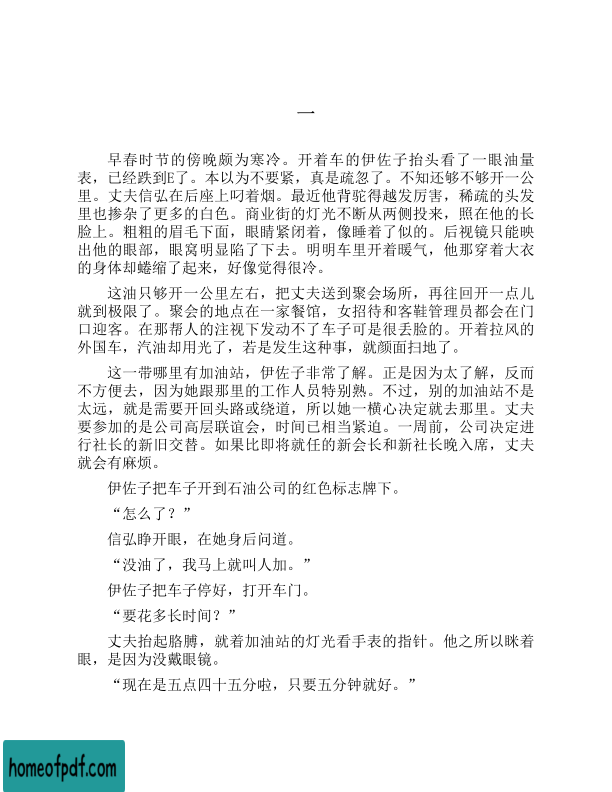 一
早春时节的傍晚颇为寒冷。开着车的伊佐子抬头看了一眼油量
表，已经跌到E了。本以为不要紧，真是疏忽了。不知还够不够开一公
里。丈夫信弘在后座上叼着烟。最近他背驼得越发厉害，稀疏的头发
里也掺杂了更多的白色。商业街的灯光不断从两侧投来，照在他的长
脸上。粗粗的眉毛下面，眼睛紧闭着，像睡着了似的。后视镜只能映
出他的眼部，眼窝明显陷了下去。明明车里开着暖气，他那穿着大衣
的身体却蜷缩了起来，好像觉得很冷。
这油只够开一公里左右，把丈夫送到聚会场所，再往回开一点儿
就到极限了。聚会的地点在一家餐馆，女招待和客鞋管理员都会在门
口迎客。在那帮人的注视下发动不了车子可是很丢脸的。开着拉风的
外国车，汽油却用光了，若是发生这种事，就颜面扫地了。
这一带哪里有加油站，伊佐子非常了解。正是因为太了解，反而
不方便去，因为她跟那里的工作人员特别熟。不过，别的加油站不是
太远，就是需要开回头路或绕道，所以她一横心决定就去那里。丈夫
要参加的是公司高层联谊会，时间已相当紧迫。一周前，公司决定进
行社长的新旧交替。如果比即将就任的新会长和新社长晚入席，丈夫
就会有麻烦。
伊佐子把车子开到石油公司的红色标志牌下。
“怎么了？”
信弘睁开眼，在她身后问道。
“没油了，我马上就叫人加。”
伊佐子把车子停好，打开车门。
“要花多长时间？”
丈夫抬起胳膊，就着加油站的灯光看手表的指针。他之所以眯着
眼，是因为没戴眼镜。
“现在是五点四十五分啦，只要五分钟就好。”
homeofpdf.com